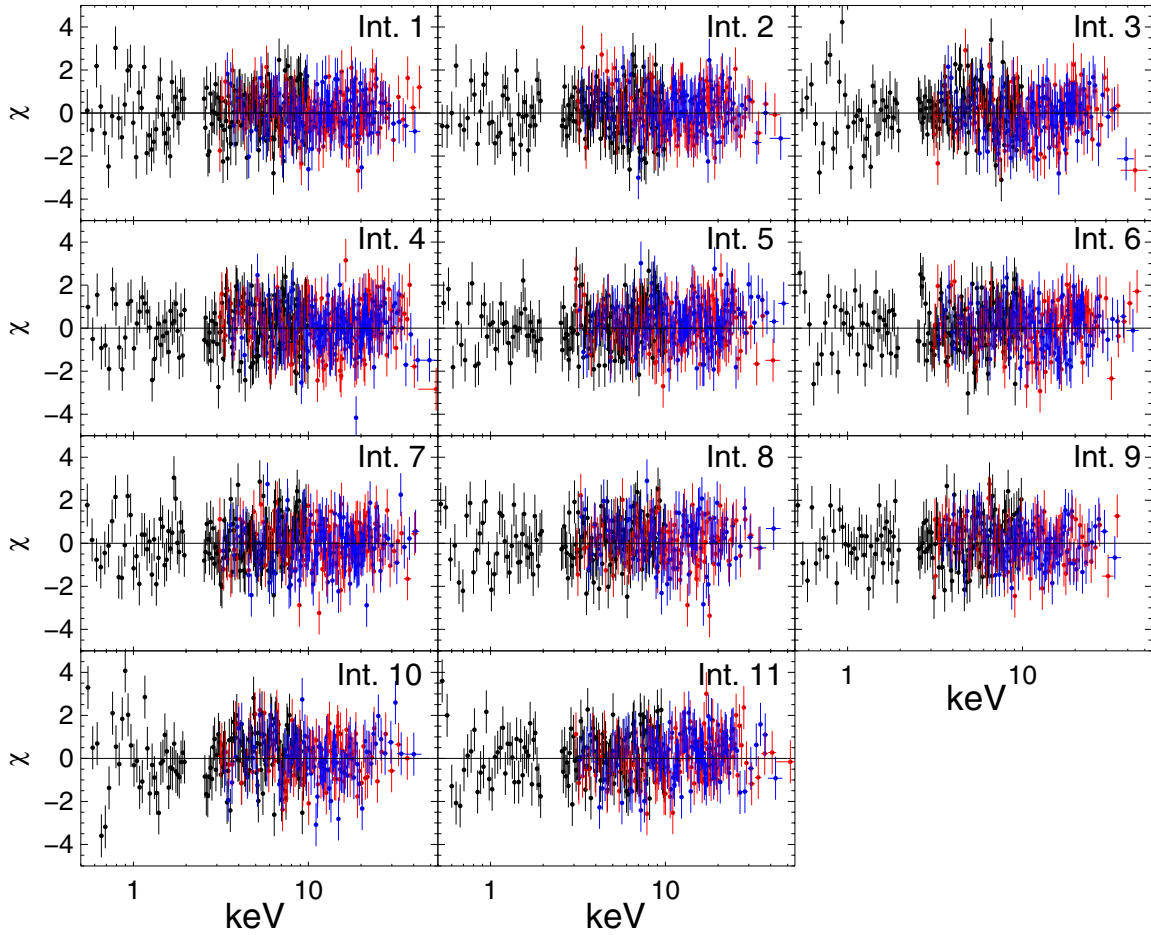 Int. 1
Int. 2
Int. 3
4
2
0
−2
−4
χ
Int. 4
Int. 5
Int. 6
4
2
0
−2
−4
χ
Int. 7
Int. 8
Int. 9
4
2
0
−2
−4
χ
1
10
keV
Int. 10
Int. 11
4
2
0
−2
−4
χ
1
10
1
10
keV
keV